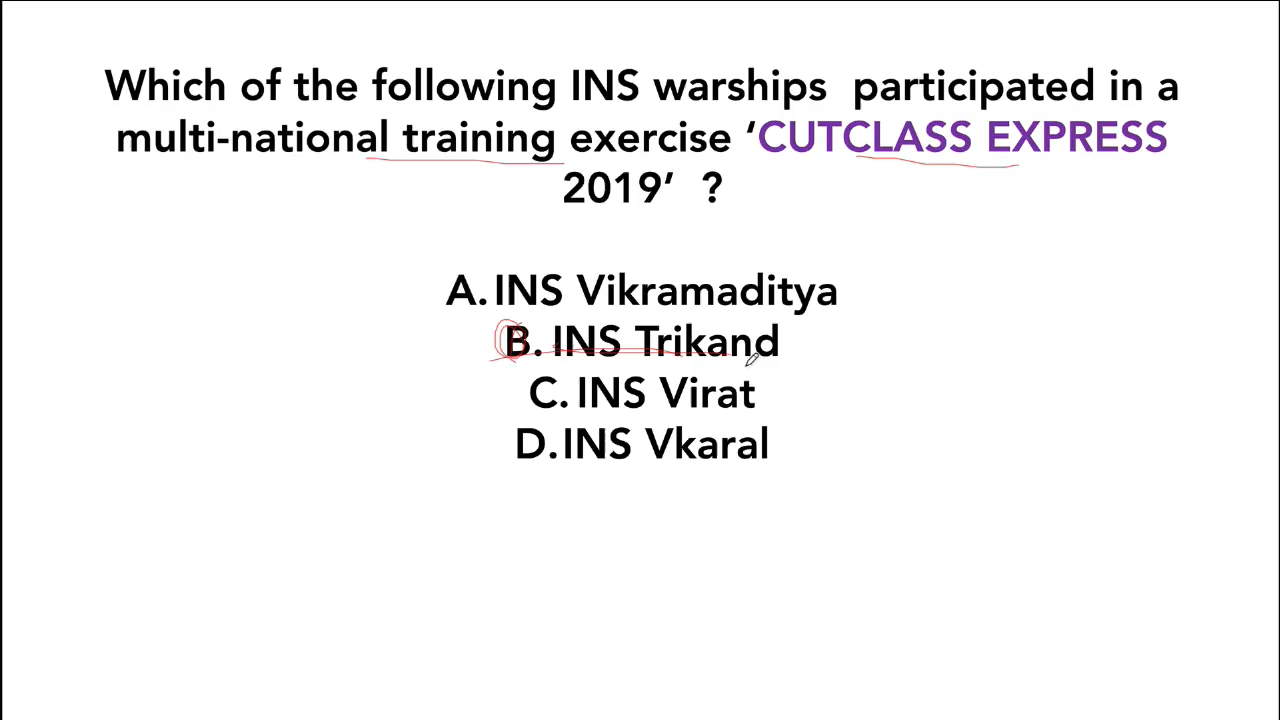 Which of the following INS warships participated in a
multi-national training exercise ‘CUTCLASS EXPRESS
2019’ ?
A. INS Vikramaditya
B. INS Trikand
C. INS Virat
D. INS Vkaral